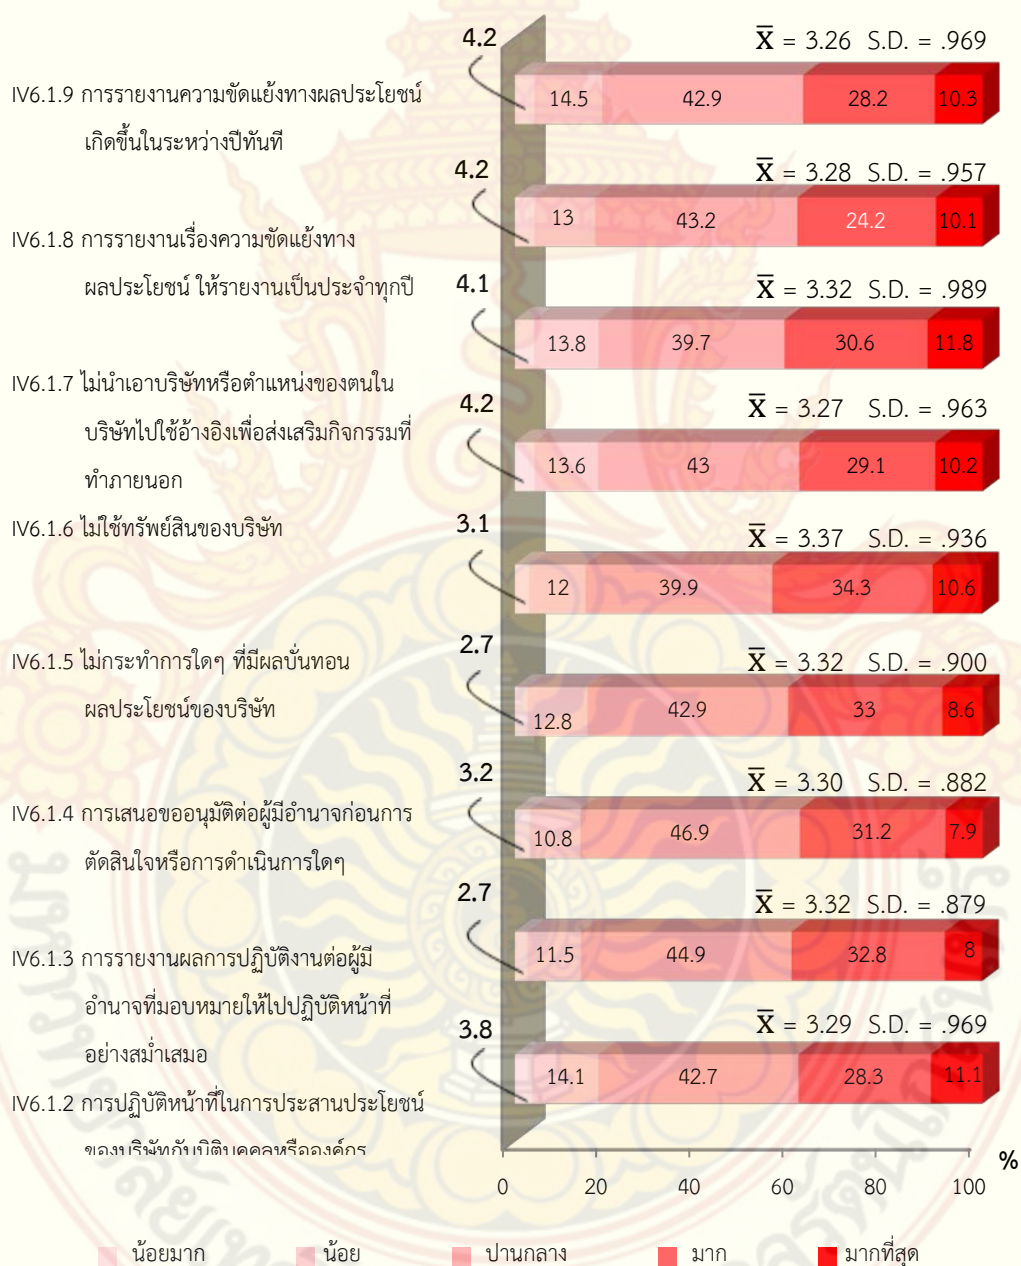 4.2
X̄ = 3.26 S.D. = .969
IV6.1.9 การรายงานความขัดแย้งทางผลประโยชน์
เกิดขึ้นในระหว่างปีทันที
14.5 42.9 28.2 10.3
4.2
X̄ = 3.28 S.D. = .957
13 43.2 24.2 10.1
IV6.1.8 การรายงานเรื่องความขัดแย้งทาง
ผลประโยชน์ ให้รายงานเป็นประจำทุกปี
4.1
X̄ = 3.32 S.D. = .989
13.8 39.7 30.6 11.8
IV6.1.7 ไม่นำเอาบริษัทหรือตำแหน่งของตนใน
บริษัทไปใช้อ้างอิงเพื่อส่งเสริมกิจกรรมที่
ทำภายนอก
4.2
X̄ = 3.27 S.D. = .963
13.6 43 29.1 10.2
IV6.1.6 ไม่ใช้ทรัพย์สินของบริษัท
3.1
X̄ = 3.37 S.D. = .936
12 39.9 34.3 10.6
IV6.1.5 ไม่กระทำการใดๆ ที่มีผลบั่นทอน
ผลประโยชน์ของบริษัท
2.7
X̄ = 3.32 S.D. = .900
12.8 42.9 33 8.6
3.2
X̄ = 3.30 S.D. = .882
IV6.1.4 การเสนอขออนุมัติต่อผู้มีอำนาจก่อนการ
ตัดสินใจหรือการดำเนินการใดๆ
10.8 46.9 31.2 7.9
2.7
X̄ = 3.32 S.D. = .879
11.5 44.9 32.8 8
IV6.1.3 การรายงานผลการปฏิบัติงานต่อผู้มี
อำนาจที่มอบหมายให้ไปปฏิบัติหน้าที่
อย่างสม่ำเสมอ
3.8
X̄ = 3.29 S.D. = .969
14.1 42.7 28.3 11.1
IV6.1.2 การปฏิบัติหน้าที่ในการประสานประโยชน์
ของบริษัทกับนิติบุคคลหรือองค์กร
%
0 20 40 60 80 100
น้อยมาก น้อย ปานกลาง มาก มากที่สุด